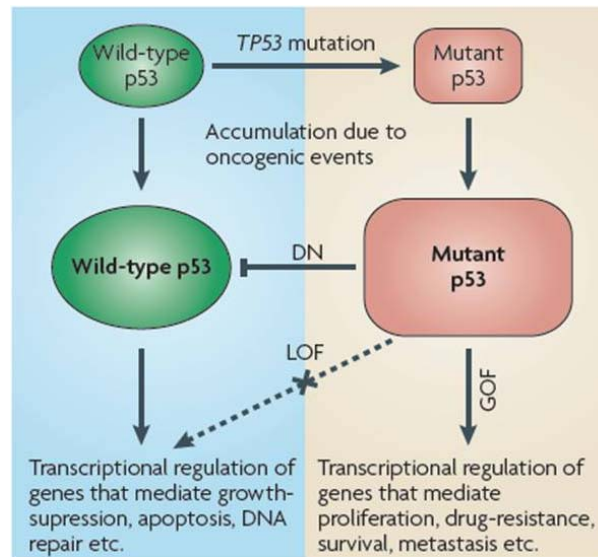 Wild-type
p53
TP53 mutation
Mutant
p53
Accumulation due to
oncogenic events
Wild-type p53
DN
Mutant
p53
LOF
GOF
Transcriptional regulation of
genes that mediate growth-
supression, apoptosis, DNA
repair etc.
Transcriptional regulation of
genes that mediate
proliferation, drug-resistance,
survival, metastasis etc.